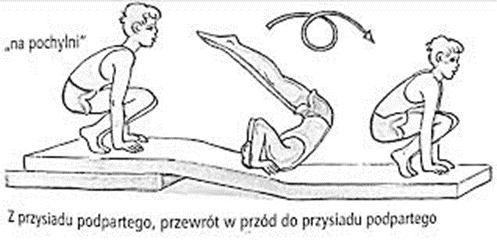 „na pochylni"
Z przysiadu podpartego, przewrót w przód do przysiadu podpartego